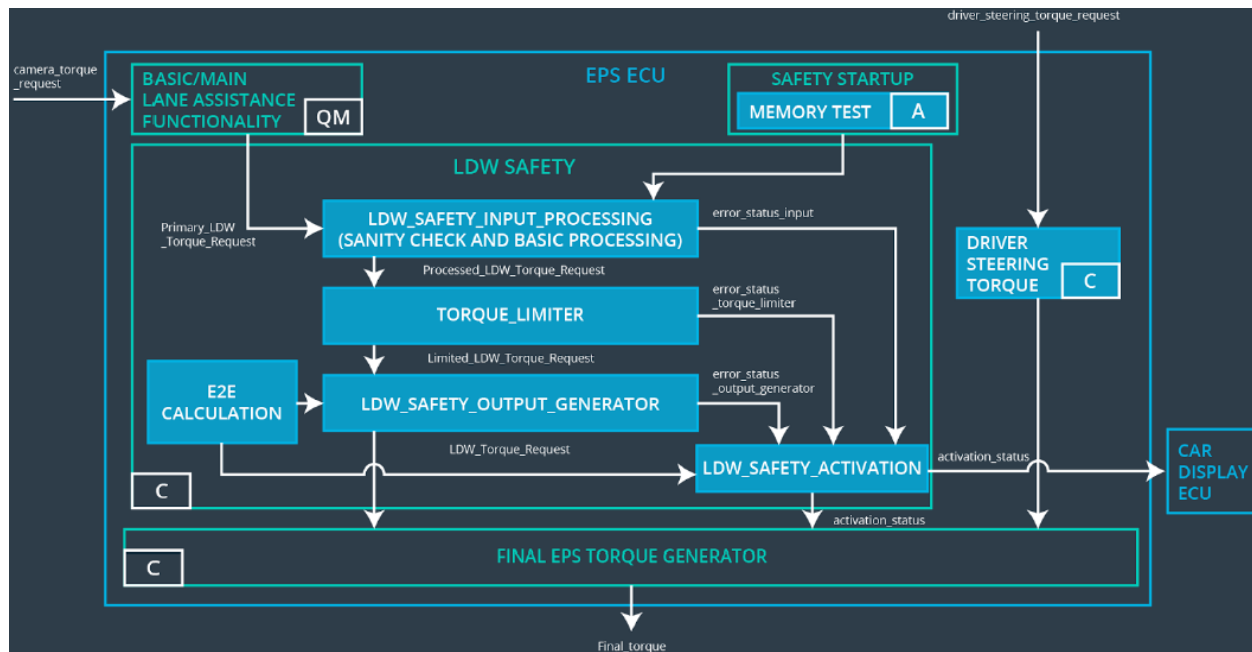 driver_steering_torque_request
camera_torque
_request
EPS ECU
BASIC/MAIN
LANE ASSISTANCE
FUNCTIONALITY
QM
SAFETY STARTUP
MEMORY TEST
A
LDW SAFETY
Primary_LDW
_Torque_Request
LDW_SAFETY_INPUT_PROCESSING
(SANITY CHECK AND BASIC PROCESSING)
error_status_input
DRIVER
STEERING
TORQUE
C
Processed_LDW_Torque_Request
TORQUE_LIMITER
error_status
_torque_limiter
Limited_LDW_Torque_Request
E2E
CALCULATION
LDW_SAFETY_OUTPUT_GENERATOR
error_status
_output_generator
LDW_Torque_Request
LDW_SAFETY_ACTIVATION
activation_status
CAR
DISPLAY
ECU
C
activation_status
FINAL EPS TORQUE GENERATOR
C
Final_torque